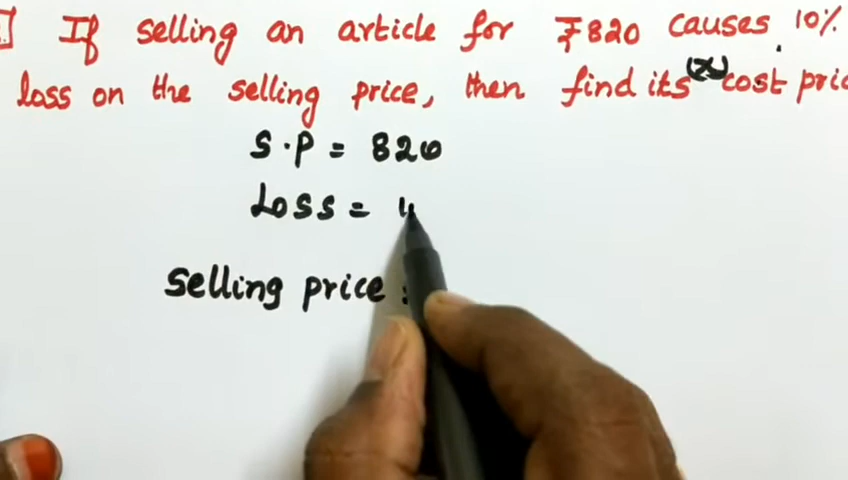 ] If selling an article for ₹820 causes 10%
loss on the selling price, then find its (x) cost pric
S.P = 820
Loss =
selling price :